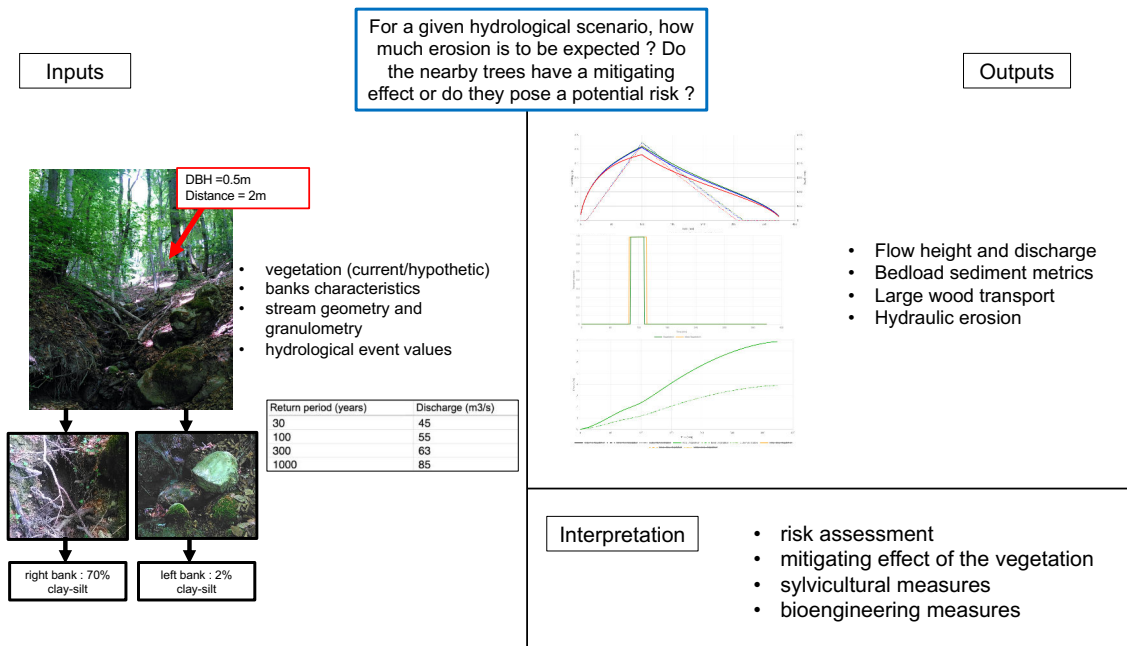 For a given hydrological scenario, how
much erosion is to be expected ? Do
the nearby trees have a mitigating
effect or do they pose a potential risk ?
Inputs
Outputs
DBH =0.5m
Distance = 2m
• vegetation (current/hypothetic)
• banks characteristics
• stream geometry and
granulometry
• hydrological event values
Return period (years) Discharge (m3/s)
30 45
100 55
300 63
1000 85
right bank : 70%
clay-silt
left bank : 2%
clay-silt
• Flow height and discharge
• Bedload sediment metrics
• Large wood transport
• Hydraulic erosion
Interpretation
• risk assessment
• mitigating effect of the vegetation
• sylvicultural measures
• bioengineering measures